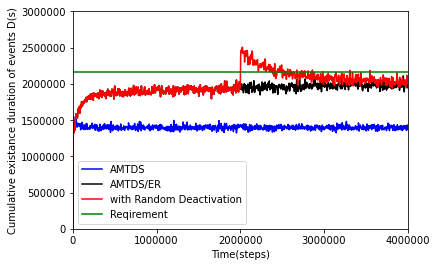 Cumulative existance duration of events D(s)
3000000
2500000
2000000
1500000
1000000
500000
0
AMTDS
AMTDS/ER
with Random Deactivation
Reqirement
0 1000000 2000000 3000000 4000000
Time(steps)